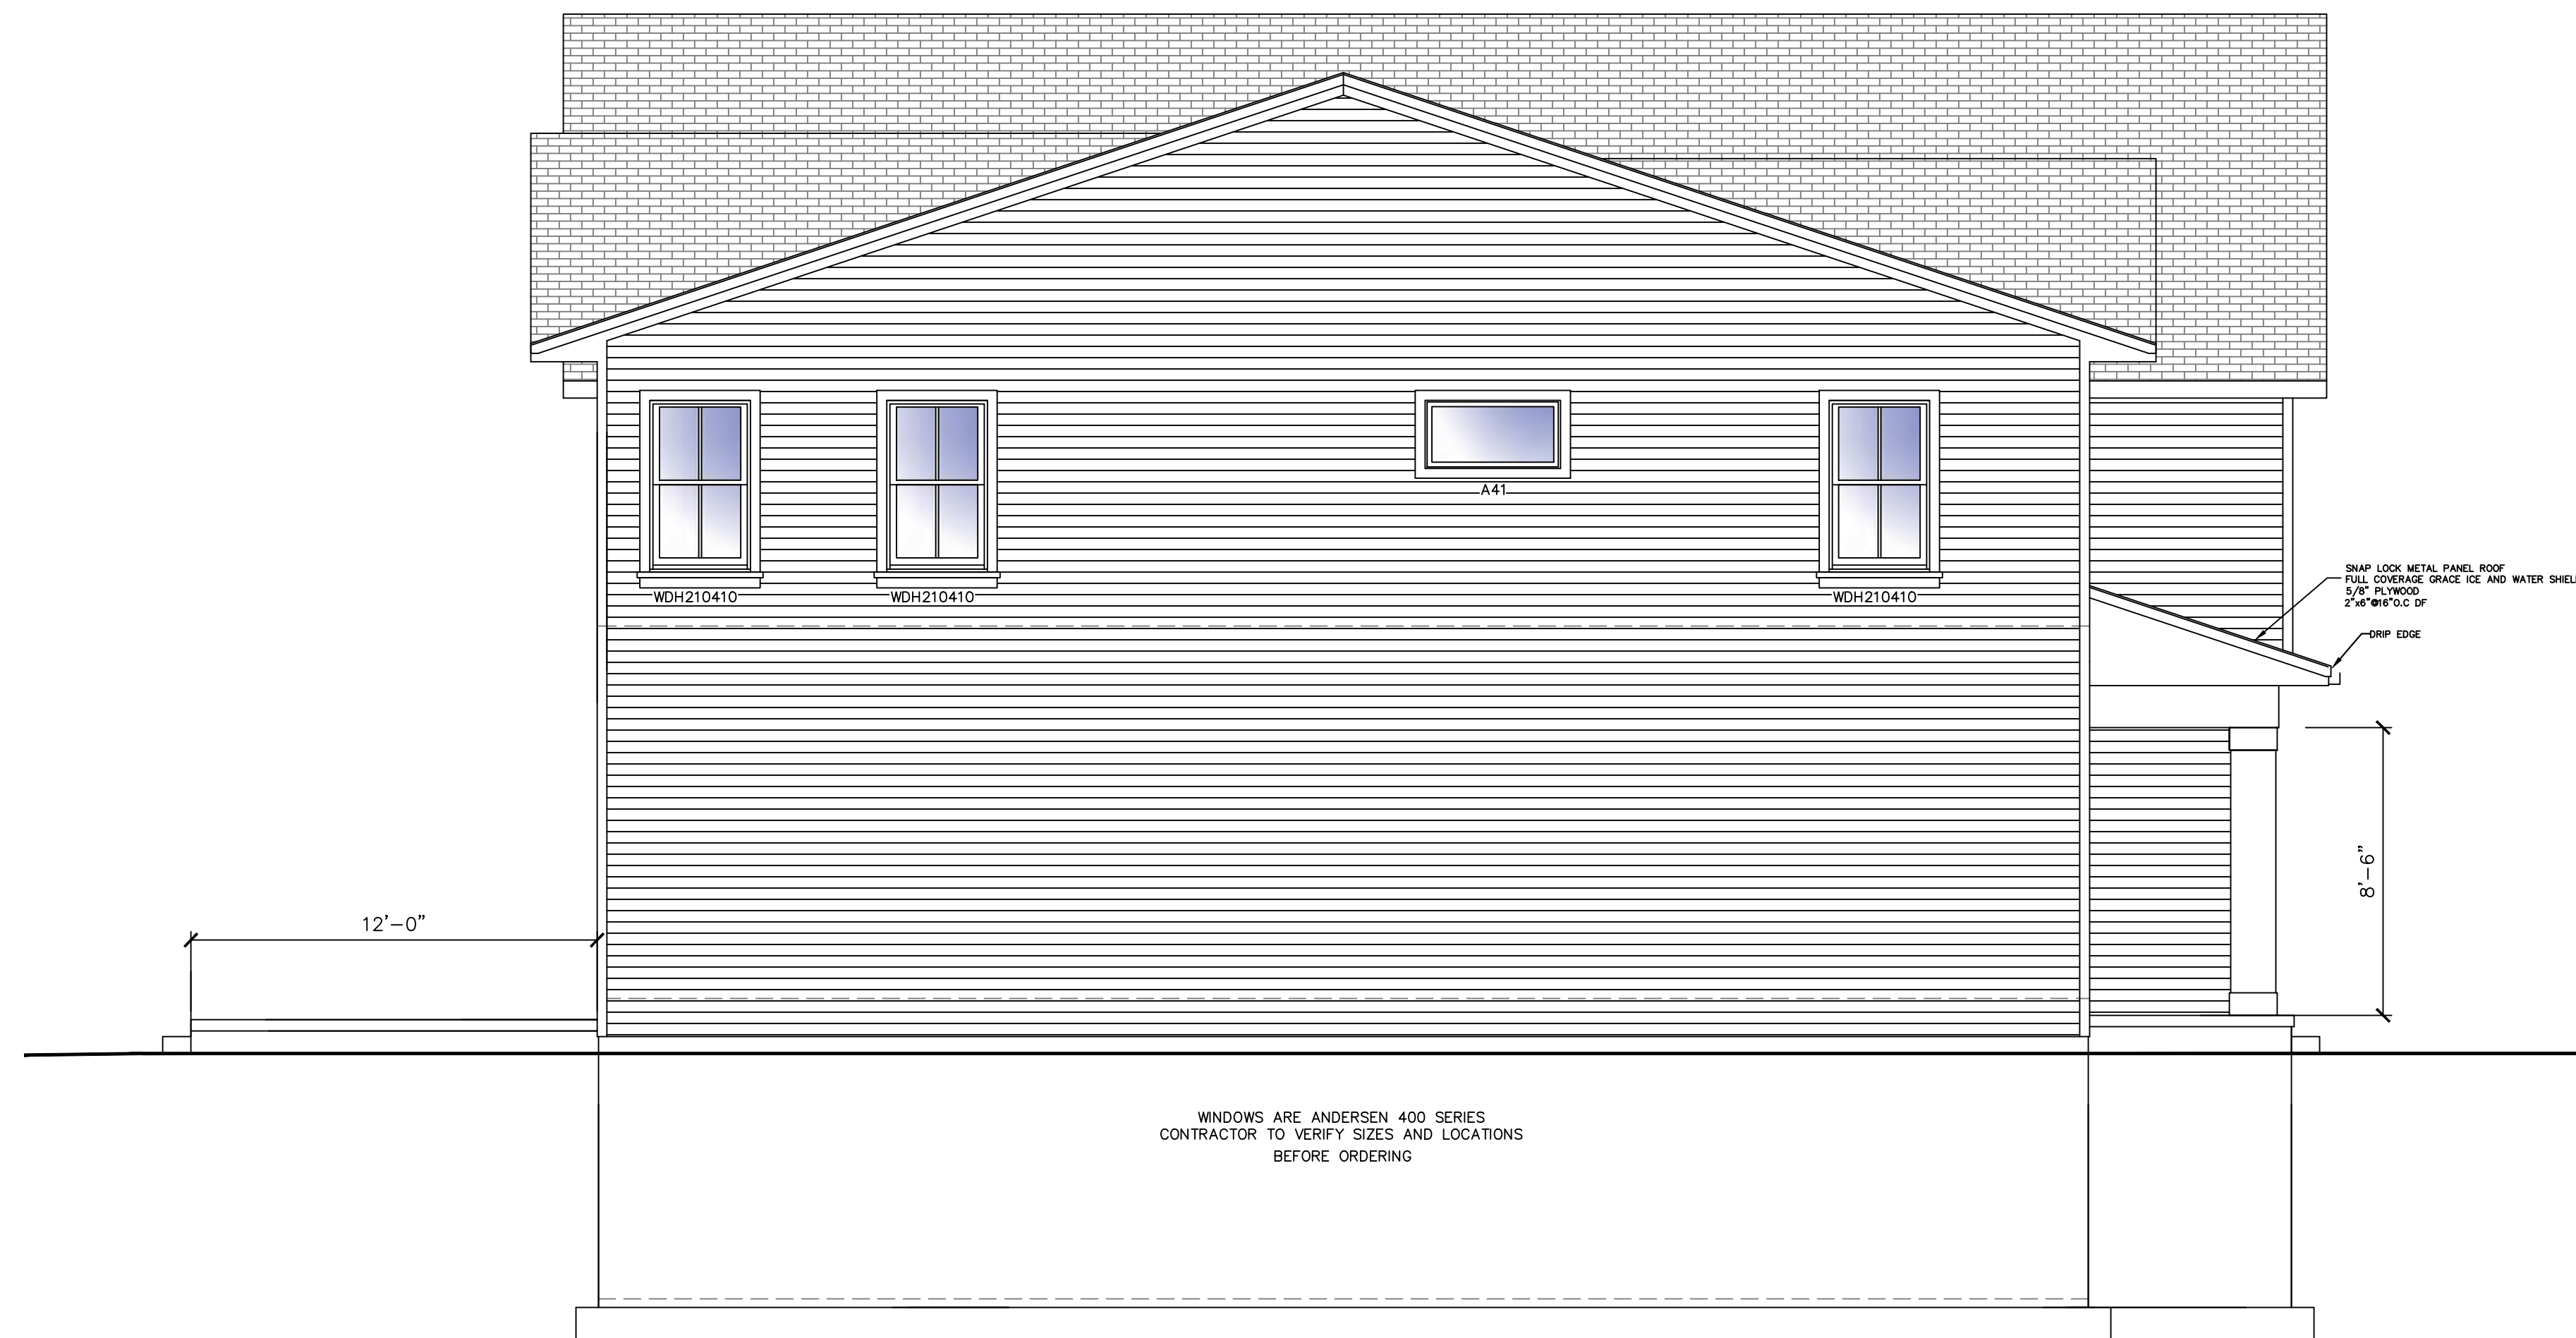 A41
WDH210410
WDH210410
WDH210410
SNAP LOCK METAL PANEL ROOF
FULL COVERAGE GRACE ICE AND WATER
5/8" PLYWOOD
2"x6"@16"O.C DF
DRIP EDGE
8'-6"
12'-0"
WINDOWS ARE ANDERSEN 400 SERIES
CONTRACTOR TO VERIFY SIZES AND LOCATIONS
BEFORE ORDERING